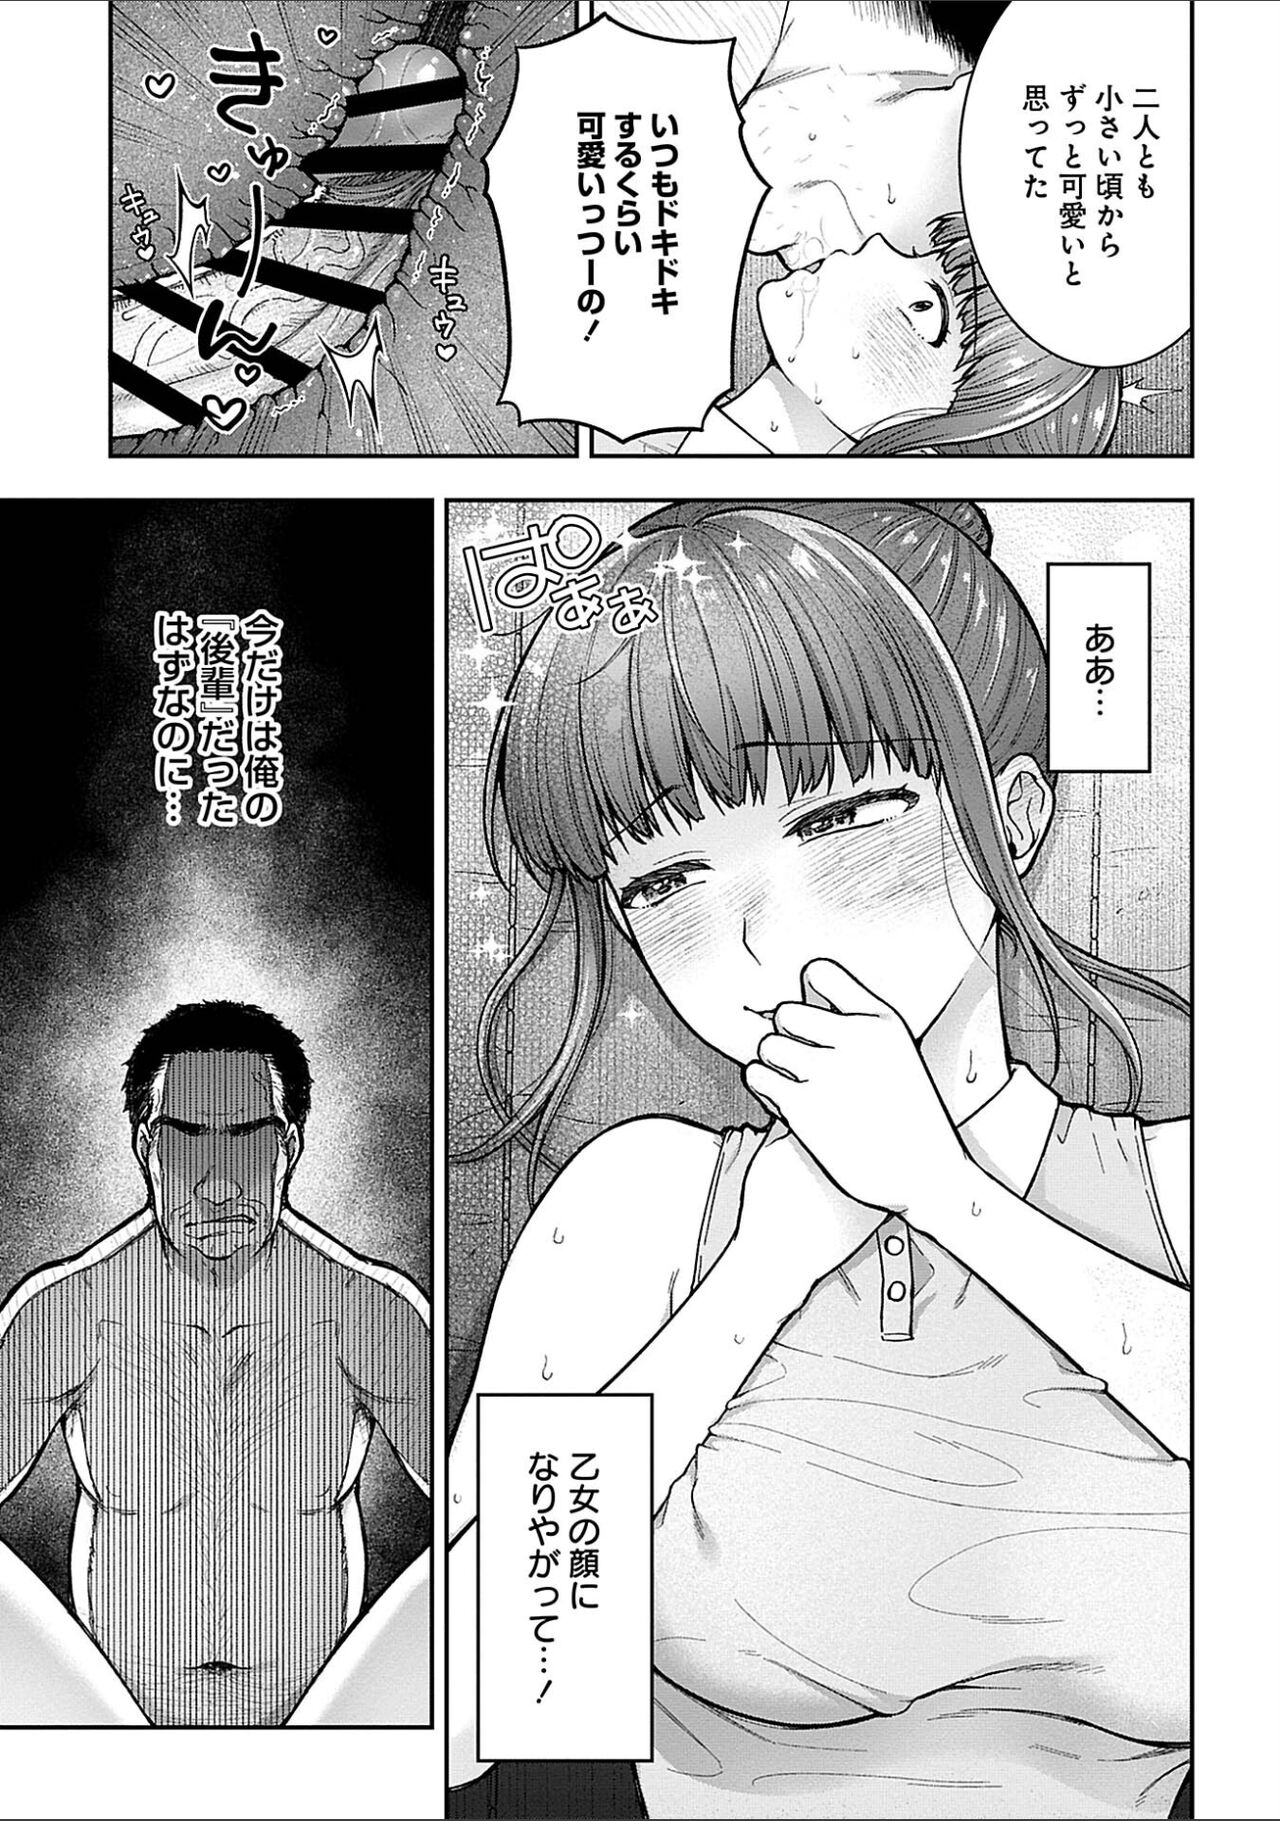 二人とも
小さい頃から
ずっと可愛いと
思ってた
いつもドキドキ
するくらい
可愛いっつーの!
きゅーん
キュウ
キュウ
ああ…
ぱぁぁぁ
乙女の顔に
なりやがって…!
今だけは俺の
『後輩』だった
はずなのに…